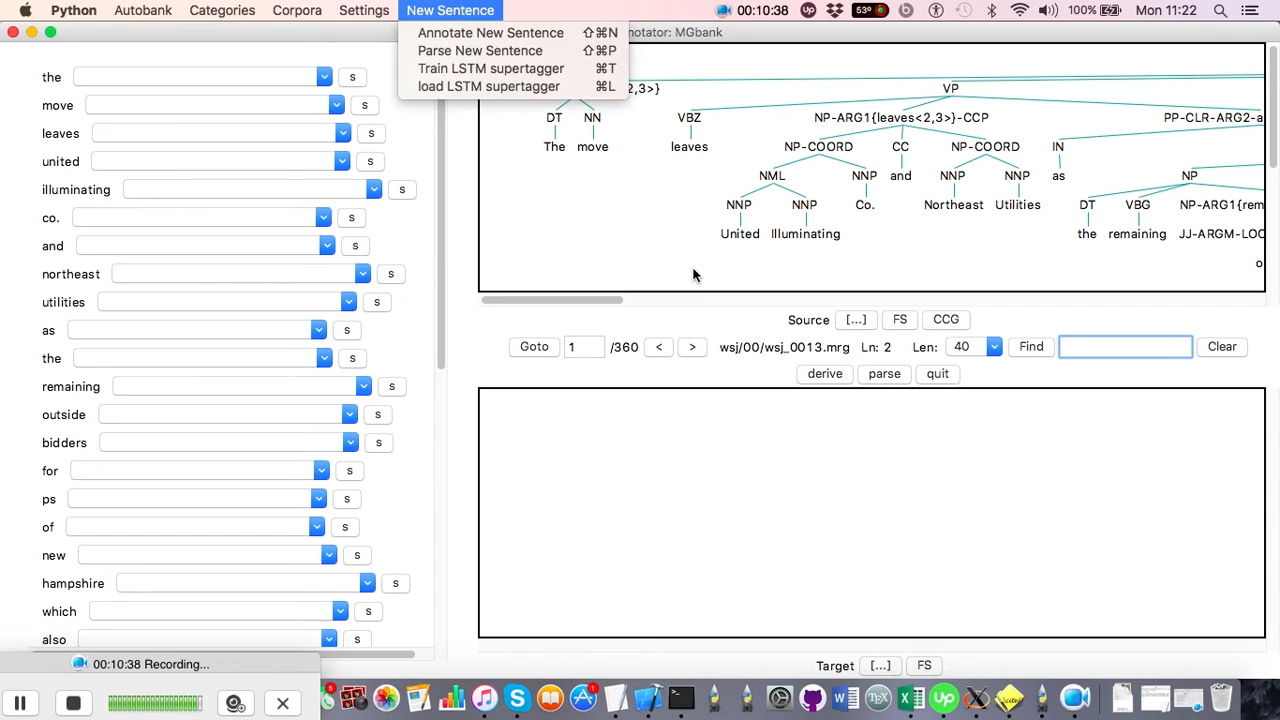 Python Autobank Categories Corpora Settings New Sentence 00:10:38 53° 100% Mon 11:22
Annotate New Sentence ⇧⌘N
Parse New Sentence ⇧⌘P
Train LSTM supertagger ⌘T
load LSTM supertagger ⌘L
notator: MGbank
the s
move s
leaves s
united s
illuminating s
co. s
and s
northeast s
utilities s
as s
the s
remaining s
outside s
bidders s
for s
ps s
of s
new s
hampshire s
which s
also s
2,3>} VP
DT NN VBZ NP-ARG1{leaves<2,3>}-CCP PP-CLR-ARG2-a
The move leaves NP-COORD CC NP-COORD IN
NML NNP and NNP NNP as NP
NNP NNP Co. Northeast Utilities DT VBG NP-ARG1{rem
United Illuminating the remaining JJ-ARGM-LOC
o
Source [...] FS CCG
Goto 1 /360 < > wsj/00/wsj_0013.mrg Ln: 2 Len: 40 Find Clear
derive parse quit
Target [...] FS
00:10:38 Recording...